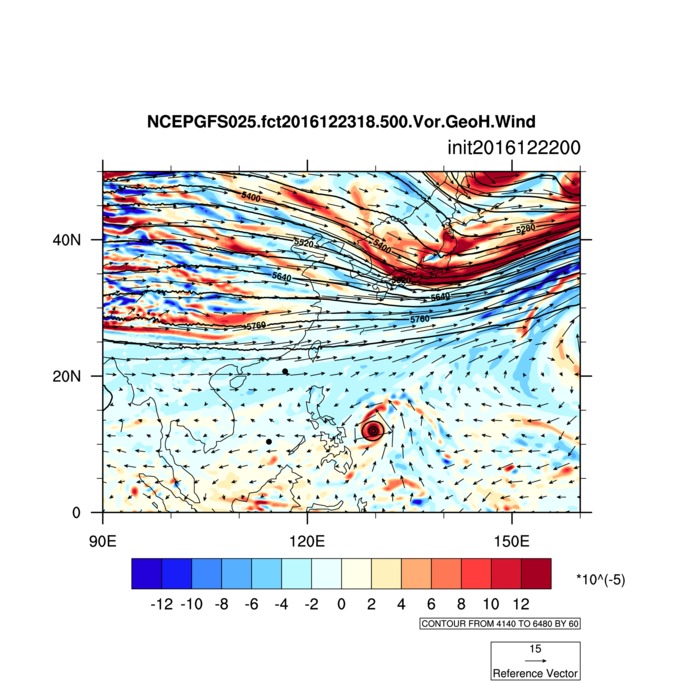 NCEPGFS025.fct2016122318.500.Vor.GeoH.Wind
init2016122200
5400
5280
40N
5520
5400
5640
5640
5760
5760
20N
0
90E 120E 150E
-12 -10 -8 -6 -4 -2 0 2 4 6 8 10 12
*10^(-5)
CONTOUR FROM 4140 TO 6480 BY 60
15
Reference Vector